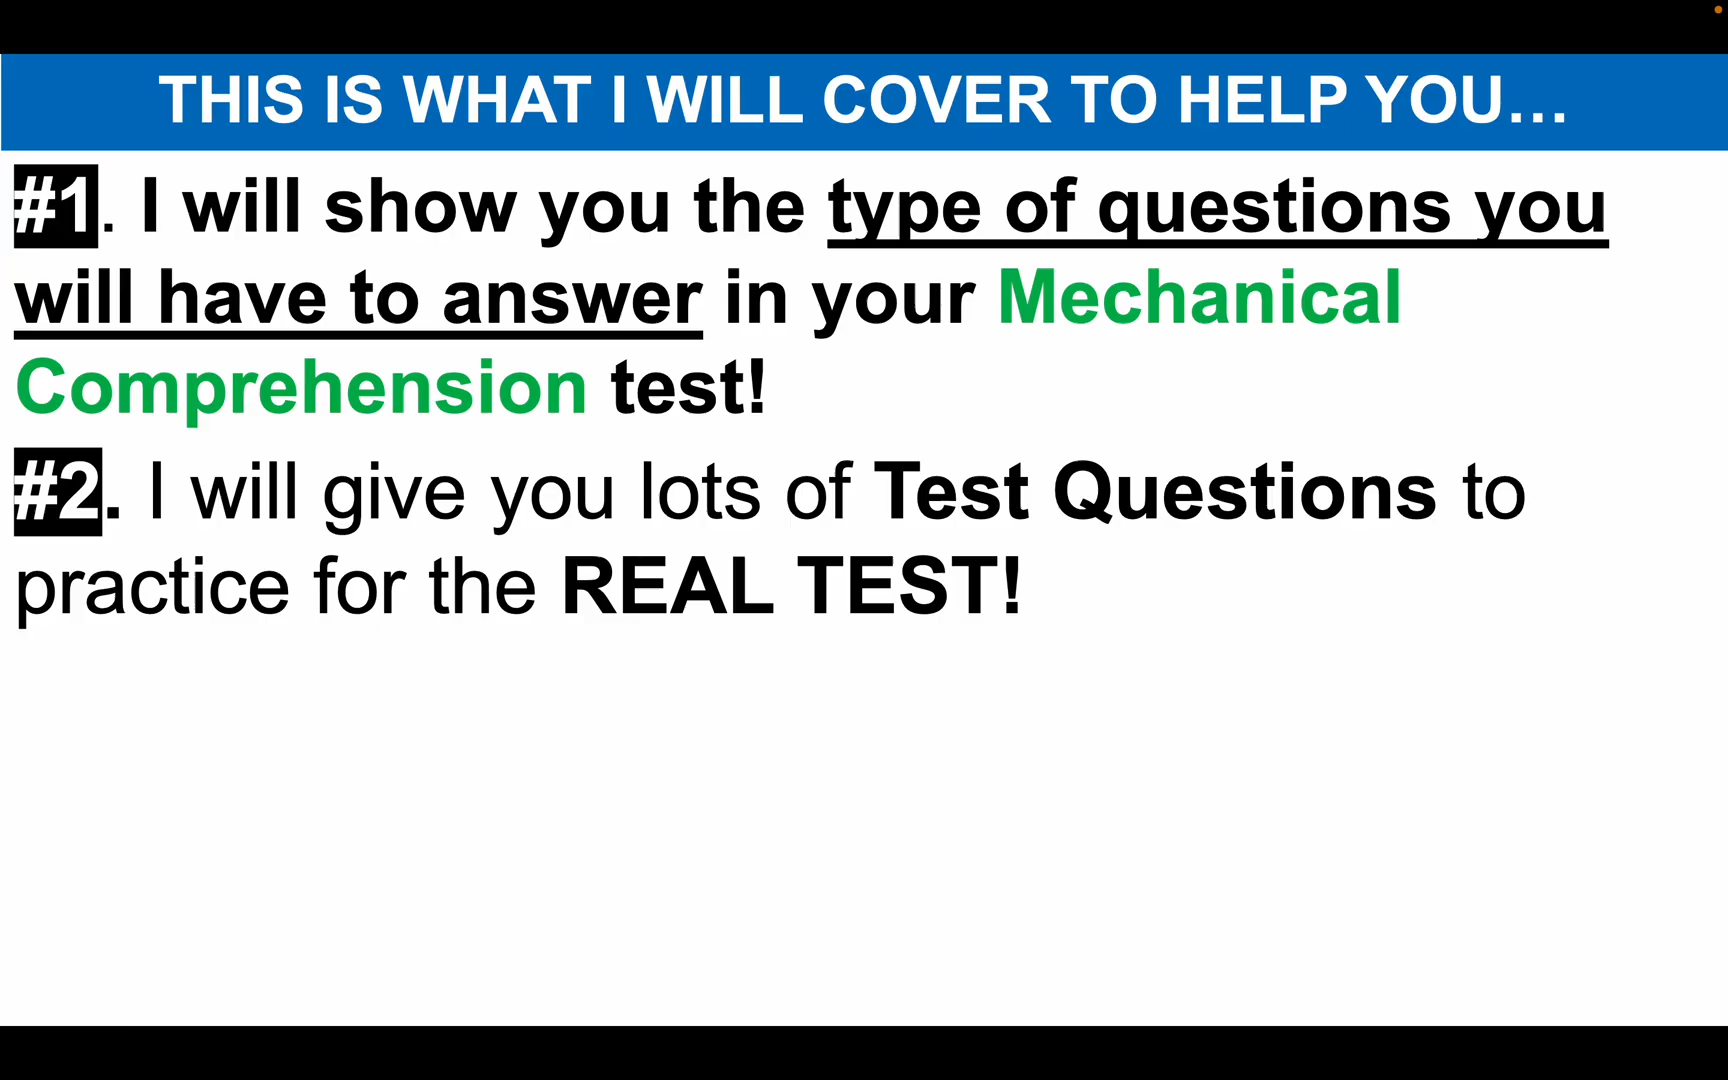 THIS IS WHAT I WILL COVER TO HELP YOU…
#1. I will show you the type of questions you
will have to answer in your Mechanical
Comprehension test!
#2. I will give you lots of Test Questions to
practice for the REAL TEST!